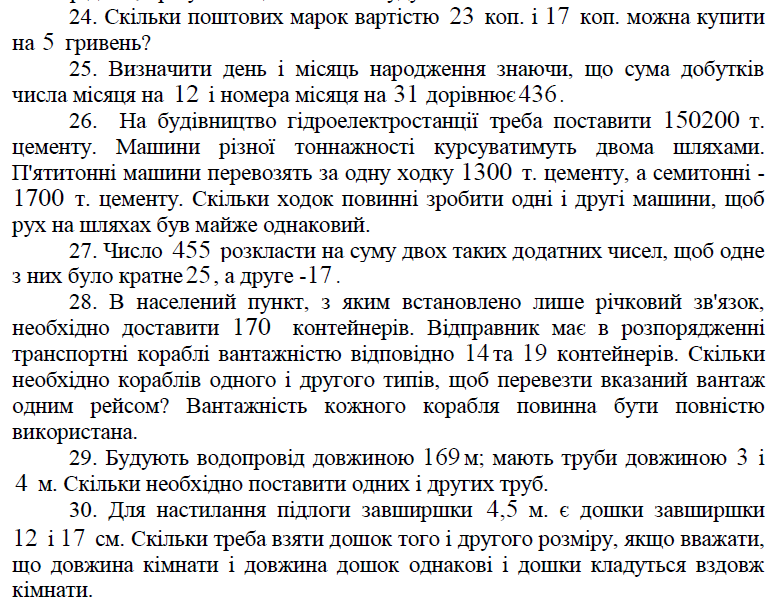 24. Скільки поштових марок вартістю 23 коп. і 17 коп. можна купити
на 5 гривень?
25. Визначити день і місяць народження знаючи, що сума добутків
числа місяця на 12 і номера місяця на 31 дорівнює 436.
26. На будівництво гідроелектростанції треба поставити 150200 т.
цементу. Машини різної тоннажності курсуватимуть двома шляхами.
П'ятитонні машини перевозять за одну ходку 1300 т. цементу, а семитонні -
1700 т. цементу. Скільки ходок повинні зробити одні і другі машини, щоб
рух на шляхах був майже однаковий.
27. Число 455 розкласти на суму двох таких додатних чисел, щоб одне
з них було кратне 25, а друге -17.
28. В населений пункт, з яким встановлено лише річковий зв'язок,
необхідно доставити 170 контейнерів. Відправник має в розпорядженні
транспортні кораблі вантажністю відповідно 14 та 19 контейнерів. Скільки
необхідно кораблів одного і другого типів, щоб перевезти вказаний вантаж
одним рейсом? Вантажність кожного корабля повинна бути повністю
використана.
29. Будують водопровід довжиною 169 м; мають труби довжиною 3 і
4 м. Скільки необхідно поставити одних і других труб.
30. Для настилання підлоги завширшки 4,5 м. є дошки завширшки
12 і 17 см. Скільки треба взяти дошок того і другого розміру, якщо вважати,
що довжина кімнати і довжина дошок однакові і дошки кладуться вздовж
кімнати.